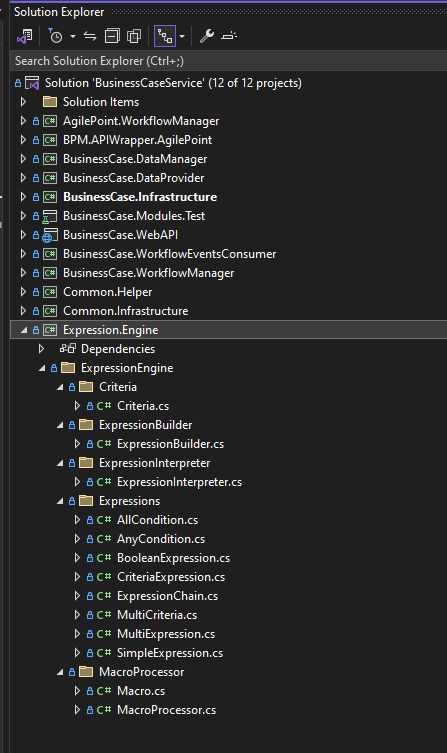 Solution Explorer
Search Solution Explorer (Ctrl+;)
Solution 'BusinessCaseService' (12 of 12 projects)
Solution Items
C# AgilePoint.WorkflowManager
C# BPM.APIWrapper.AgilePoint
C# BusinessCase.DataManager
C# BusinessCase.DataProvider
C# BusinessCase.Infrastructure
BusinessCase.Modules.Test
BusinessCase.WebAPI
C# BusinessCase.WorkflowEventsConsumer
C# BusinessCase.WorkflowManager
C# Common.Helper
C# Common.Infrastructure
C# Expression.Engine
Dependencies
ExpressionEngine
Criteria
C# Criteria.cs
ExpressionBuilder
C# ExpressionBuilder.cs
ExpressionInterpreter
C# ExpressionInterpreter.cs
Expressions
C# AllCondition.cs
C# AnyCondition.cs
C# BooleanExpression.cs
C# CriteriaExpression.cs
C# ExpressionChain.cs
C# MultiCriteria.cs
C# MultiExpression.cs
C# SimpleExpression.cs
MacroProcessor
C# Macro.cs
C# MacroProcessor.cs